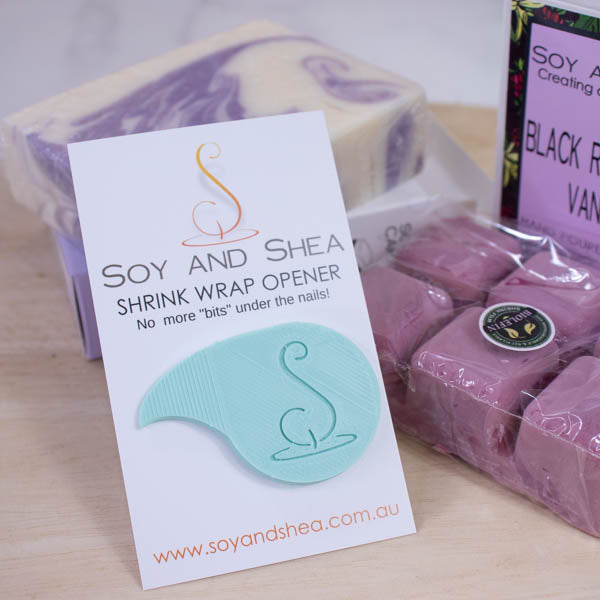 SOY AND SHEA
SHRINK WRAP OPENER
No more "bits" under the nails!
www.soyandshea.com.au
SOY
Creating
BLACK
BIOLEFIN